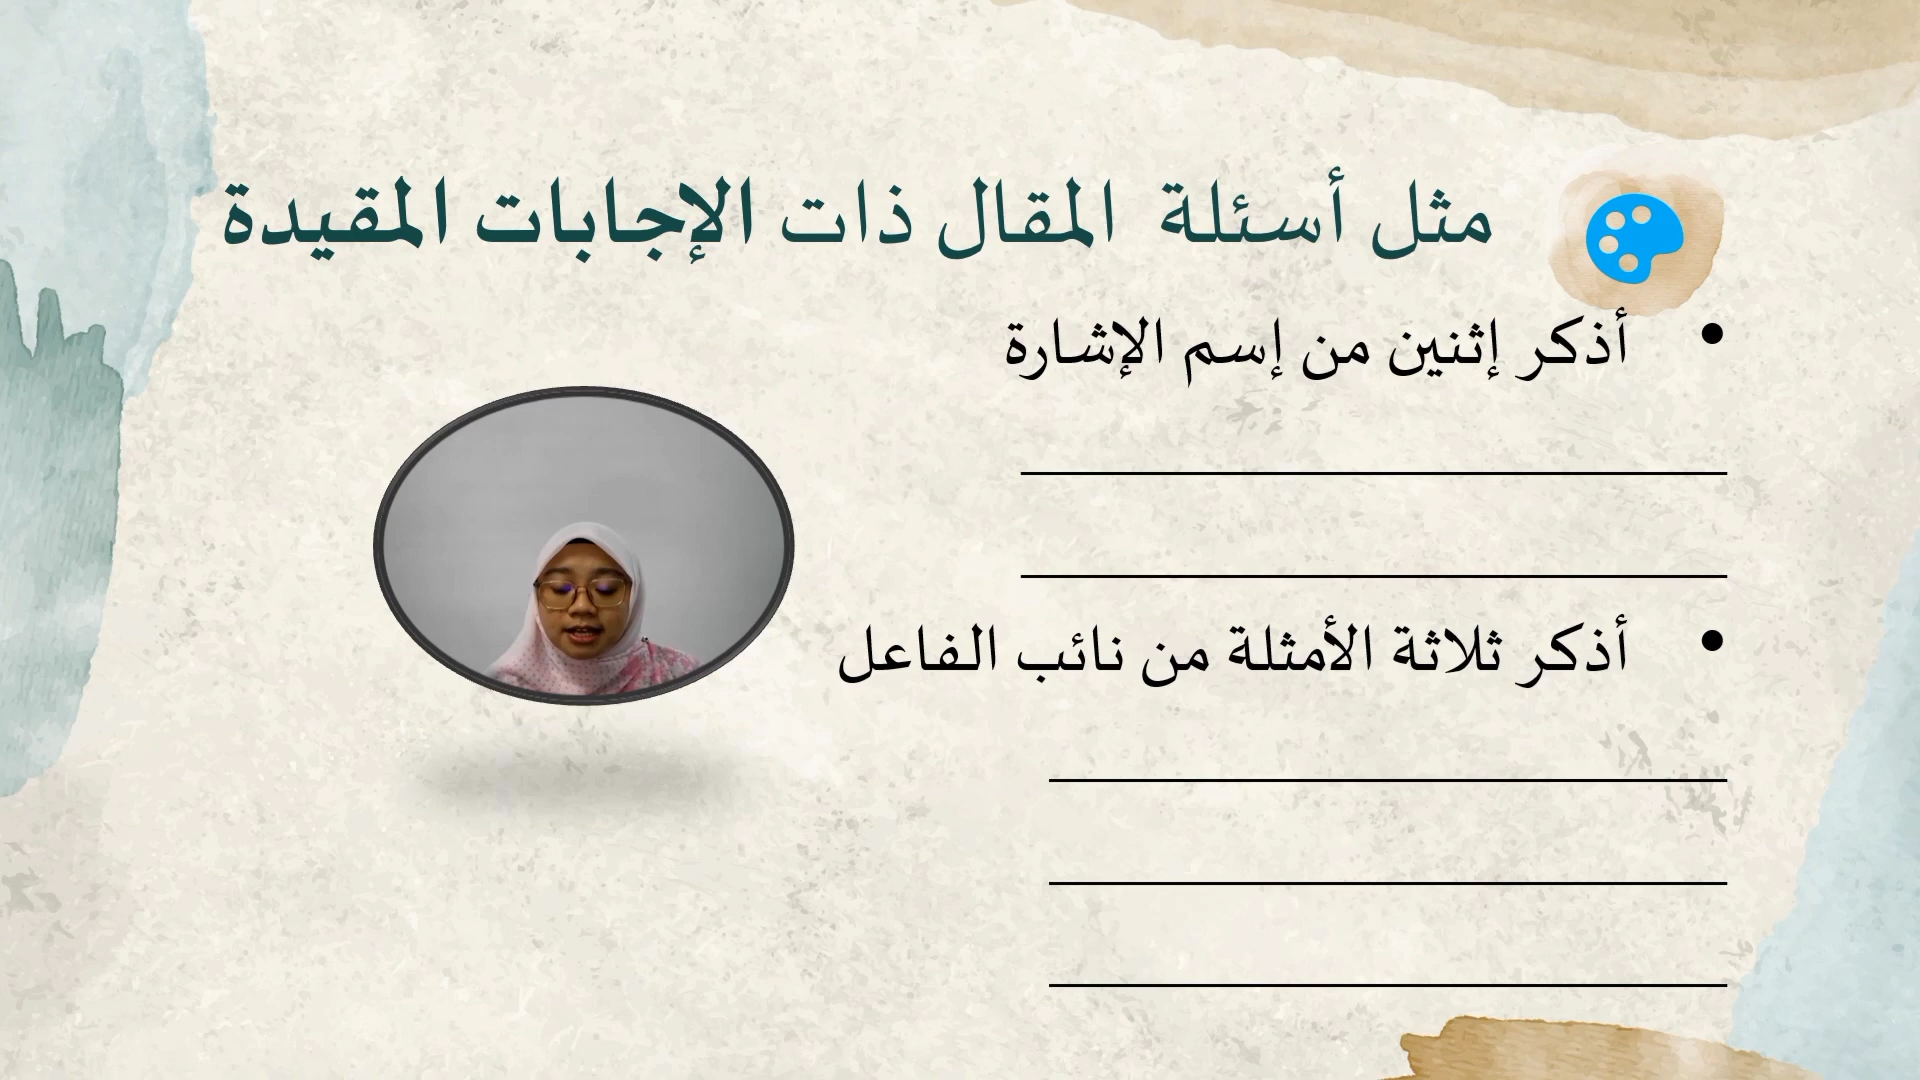 مثل أسئلة المقال ذات الإجابات المقيدة
• أذكر إثنين من إسم الإشارة
• أذكر ثلاثة الأمثلة من نائب الفاعل